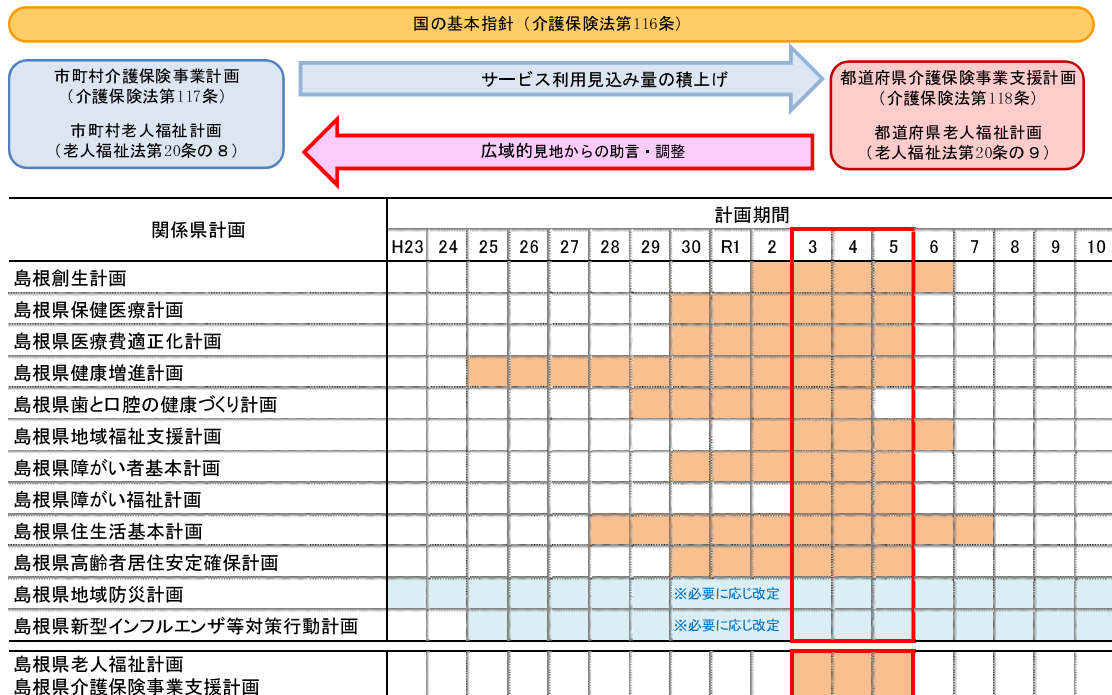 国の基本指針（介護保険法第116条）
市町村介護保険事業計画
（介護保険法第117条）
市町村老人福祉計画
（老人福祉法第20条の８）
サービス利用見込み量の積上げ
広域的見地からの助言・調整
都道府県介護保険事業支援計画
（介護保険法第118条）
都道府県老人福祉計画
（老人福祉法第20条の９）
関係県計画
計画期間
H23 24 25 26 27 28 29 30 R1 2 3 4 5 6 7 8 9 10
島根創生計画
島根県保健医療計画
島根県医療費適正化計画
島根県健康増進計画
島根県歯と口腔の健康づくり計画
島根県地域福祉支援計画
島根県障がい者基本計画
島根県障がい福祉計画
島根県住生活基本計画
島根県高齢者居住安定確保計画
島根県地域防災計画 ※必要に応じ改定
島根県新型インフルエンザ等対策行動計画 ※必要に応じ改定
島根県老人福祉計画
島根県介護保険事業支援計画